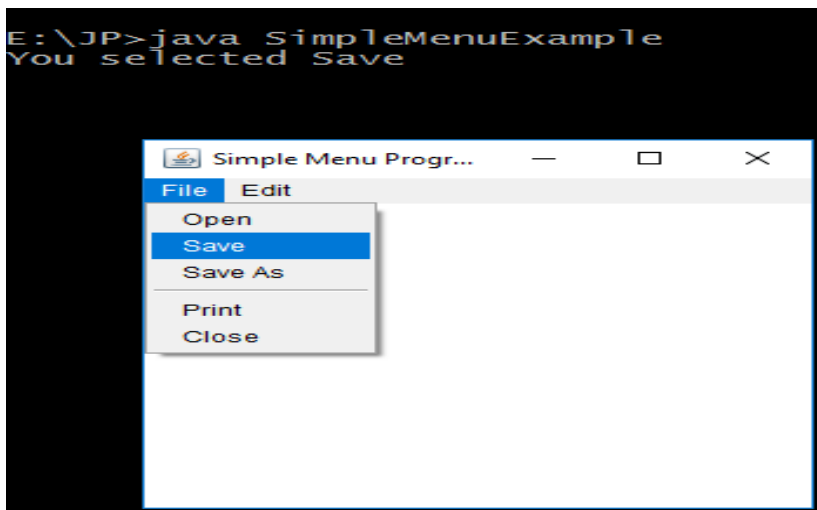 E:\JP>java SimpleMenuExample
You selected Save
Simple Menu Progr...
File Edit
Open
Save
Save As
Print
Close